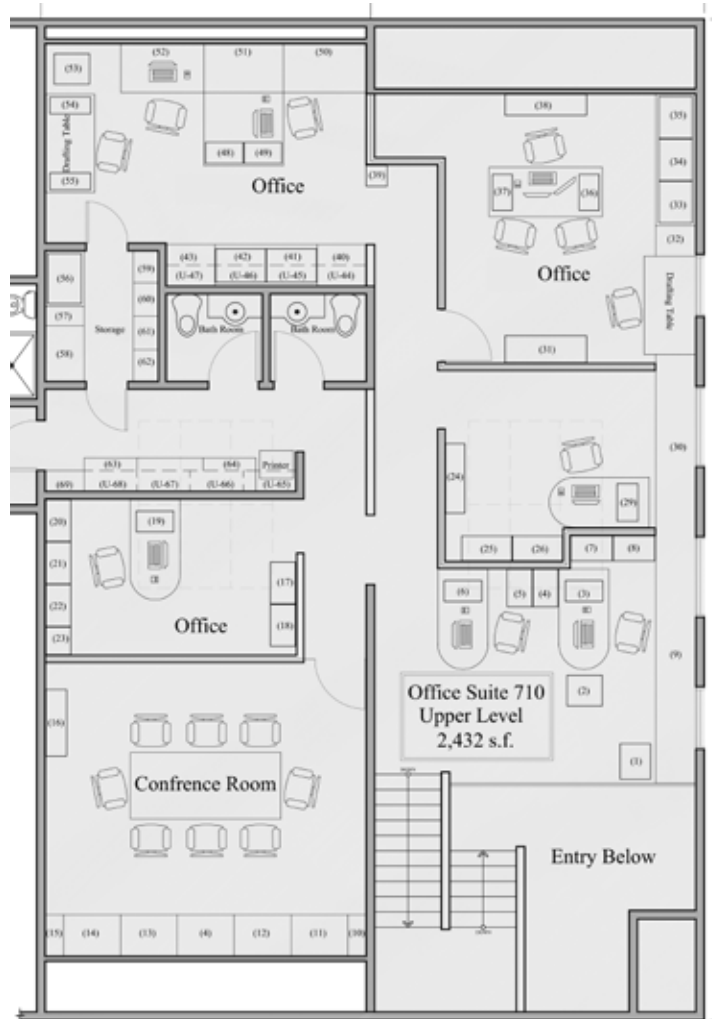 (52)
(51)
(50)
(53)
(54)
Drafting Table
(55)
(48)
(49)
Office
(39)
(38)
(35)
(34)
(33)
(32)
(37)
(36)
Office
Drafting Table
(31)
(43)
(42)
(41)
(40)
(U-47)
(U-46)
(U-45)
(U-44)
(56)
(57)
(58)
Storage
(59)
(60)
(61)
(62)
Bath Room
Bath Room
(63)
(64)
Printer
(69)
(U-68)
(U-67)
(U-66)
(U-65)
(30)
(24)
(29)
(25)
(26)
(7)
(8)
(20)
(21)
(22)
(23)
(19)
(17)
(18)
Office
(6)
(5)
(4)
(3)
(2)
(1)
(9)
Office Suite 710
Upper Level
2,432 s.f.
(16)
Confrence Room
Entry Below
(15)
(14)
(13)
(4)
(12)
(11)
(10)